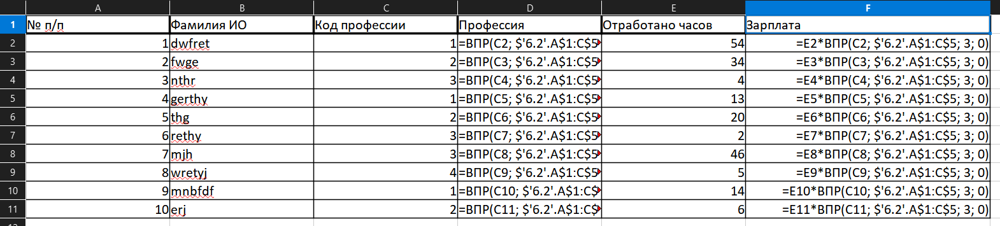 A B C D E F
1 № п/п Фамилия ИО Код профессии Профессия Отработано часов Зарплата
2 1 dwfret 1 =ВПР(C2; $'6.2'.A$1:C$5 54 =E2*ВПР(C2; $'6.2'.A$1:C$5; 3; 0)
3 2 fwge 2 =ВПР(C3; $'6.2'.A$1:C$5 34 =E3*ВПР(C3; $'6.2'.A$1:C$5; 3; 0)
4 3 nthr 3 =ВПР(C4; $'6.2'.A$1:C$5 4 =E4*ВПР(C4; $'6.2'.A$1:C$5; 3; 0)
5 4 gerthy 1 =ВПР(C5; $'6.2'.A$1:C$5 13 =E5*ВПР(C5; $'6.2'.A$1:C$5; 3; 0)
6 5 thg 2 =ВПР(C6; $'6.2'.A$1:C$5 20 =E6*ВПР(C6; $'6.2'.A$1:C$5; 3; 0)
7 6 rethy 3 =ВПР(C7; $'6.2'.A$1:C$5 2 =E7*ВПР(C7; $'6.2'.A$1:C$5; 3; 0)
8 7 mjh 3 =ВПР(C8; $'6.2'.A$1:C$5 46 =E8*ВПР(C8; $'6.2'.A$1:C$5; 3; 0)
9 8 wretyj 4 =ВПР(C9; $'6.2'.A$1:C$5 5 =E9*ВПР(C9; $'6.2'.A$1:C$5; 3; 0)
10 9 mnbfdf 1 =ВПР(C10; $'6.2'.A$1:C$ 14 =E10*ВПР(C10; $'6.2'.A$1:C$5; 3; 0)
11 10 erj 2 =ВПР(C11; $'6.2'.A$1:C$ 6 =E11*ВПР(C11; $'6.2'.A$1:C$5; 3; 0)